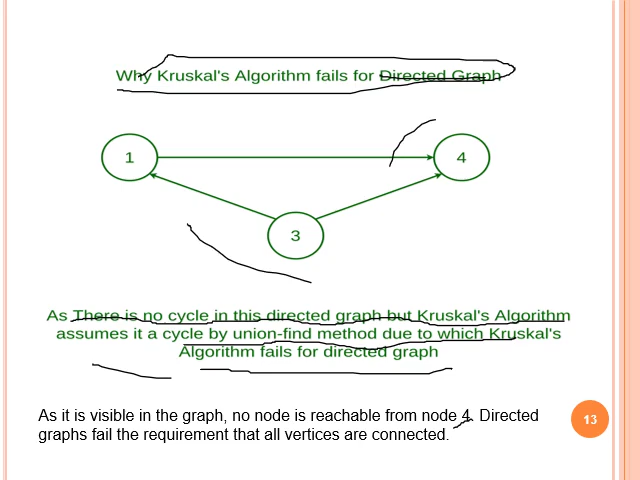 Why Kruskal's Algorithm fails for Directed Graph
1
4
3
As There is no cycle in this directed graph but Kruskal's Algorithm
assumes it a cycle by union-find method due to which Kruskal's
Algorithm fails for directed graph
As it is visible in the graph, no node is reachable from node 4. Directed
graphs fail the requirement that all vertices are connected.
13